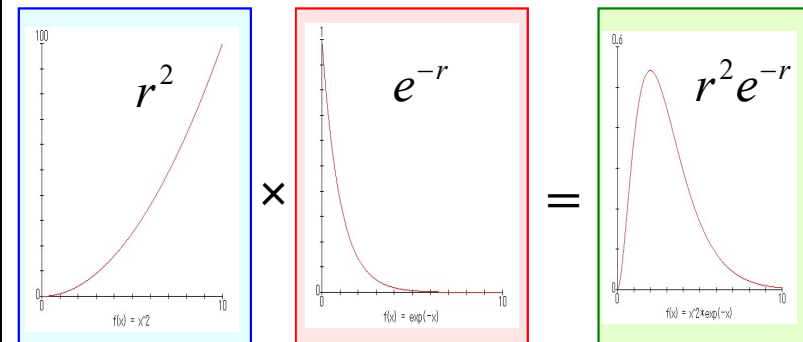 100
r²
0
10
f(x) = x^2
×
1
e⁻ʳ
0
0
10
f(x) = exp(-x)
=
0.6
r²e⁻ʳ
0
0
10
f(x) = x^2*exp(-x)